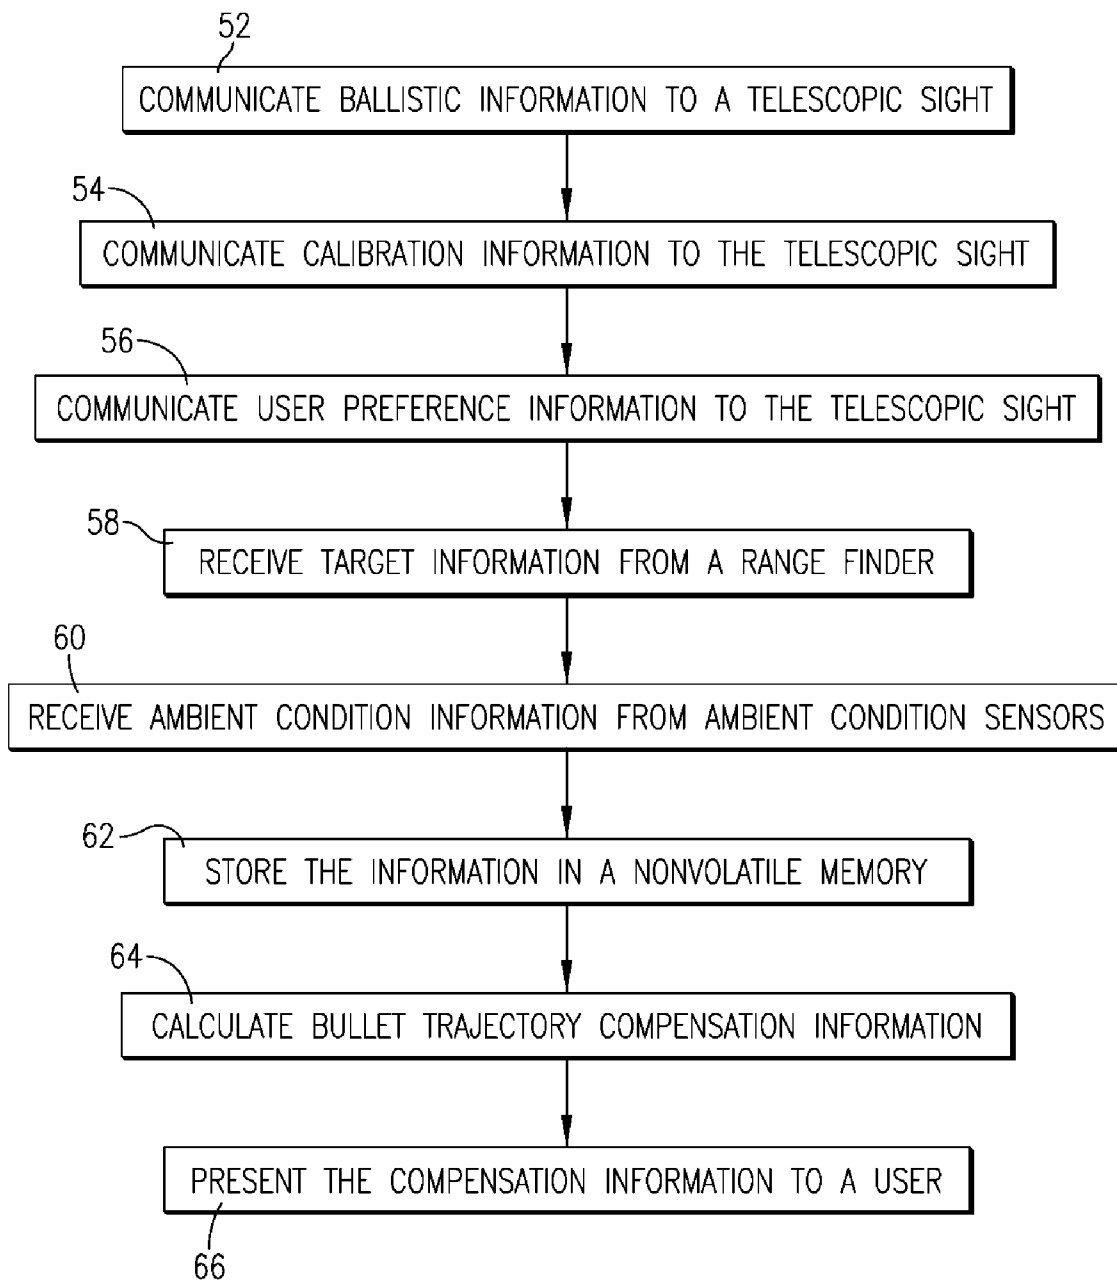 52
COMMUNICATE BALLISTIC INFORMATION TO A TELESCOPIC SIGHT
54
COMMUNICATE CALIBRATION INFORMATION TO THE TELESCOPIC SIGHT
56
COMMUNICATE USER PREFERENCE INFORMATION TO THE TELESCOPIC SIGHT
58
RECEIVE TARGET INFORMATION FROM A RANGE FINDER
60
RECEIVE AMBIENT CONDITION INFORMATION FROM AMBIENT CONDITION SENSORS
62
STORE THE INFORMATION IN A NONVOLATILE MEMORY
64
CALCULATE BULLET TRAJECTORY COMPENSATION INFORMATION
PRESENT THE COMPENSATION INFORMATION TO A USER
66